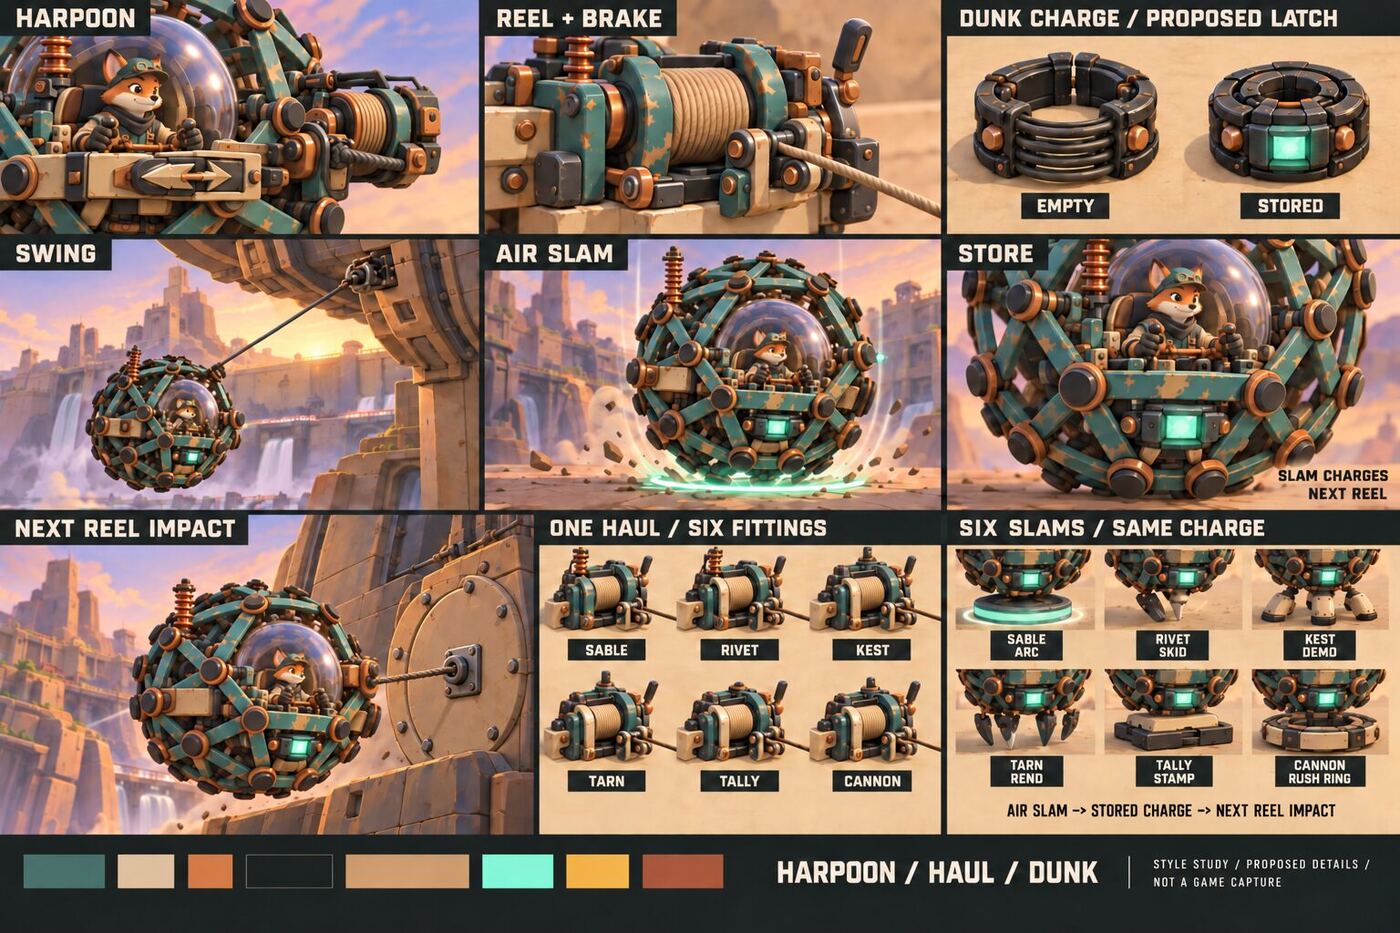 HARPOON
REEL + BRAKE
DUNK CHARGE / PROPOSED LATCH
EMPTY
STORED
SWING
AIR SLAM
STORE
SLAM CHARGES
NEXT REEL
NEXT REEL IMPACT
ONE HAUL / SIX FITTINGS
SABLE
RIVET
KEST
TARN
TALLY
CANNON
SIX SLAMS / SAME CHARGE
SABLE
ARC
RIVET
SKID
KEST
DEMO
TARN
REND
TALLY
STAMP
CANNON
RUSH RING
AIR SLAM -> STORED CHARGE -> NEXT REEL IMPACT
HARPOON / HAUL / DUNK
STYLE STUDY / PROPOSED DETAILS /
NOT A GAME CAPTURE